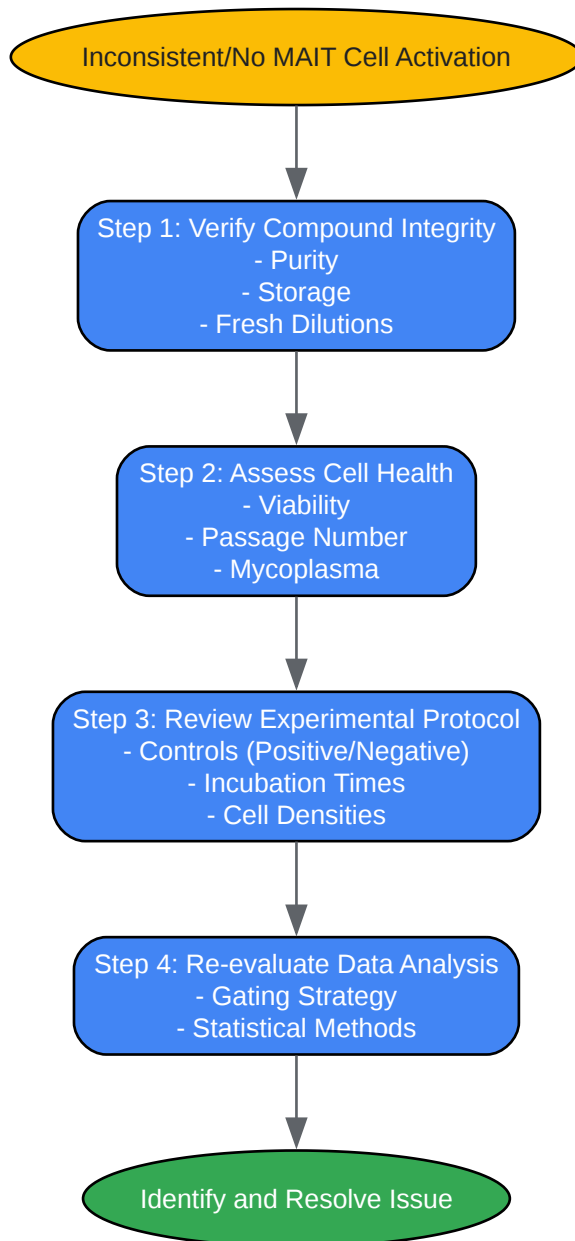 Inconsistent/No MAIT Cell Activation
Step 1: Verify Compound Integrity
- Purity
- Storage
- Fresh Dilutions
Step 2: Assess Cell Health
- Viability
- Passage Number
- Mycoplasma
Step 3: Review Experimental Protocol
- Controls (Positive/Negative)
- Incubation Times
- Cell Densities
Step 4: Re-evaluate Data Analysis
- Gating Strategy
- Statistical Methods
Identify and Resolve Issue